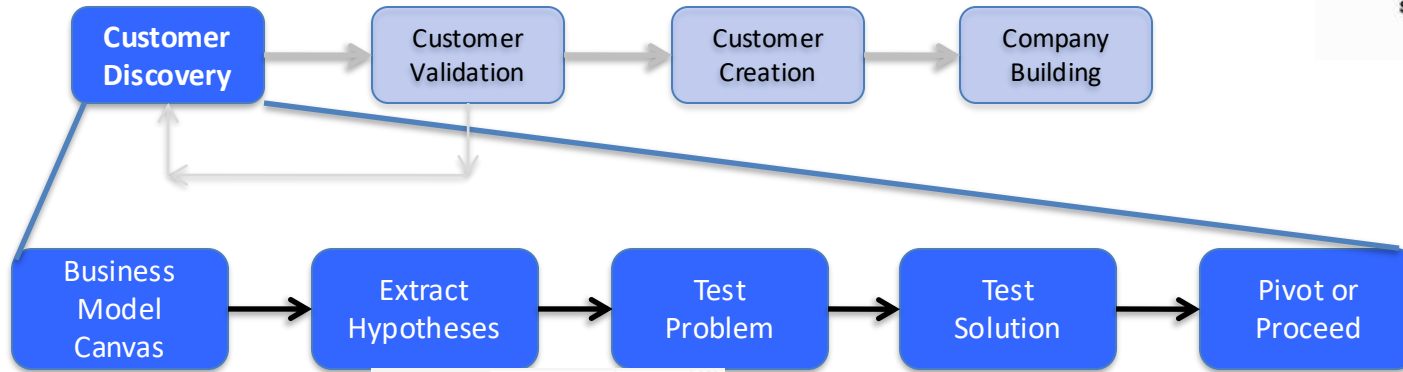 Customer
Discovery
Customer
Validation
Customer
Creation
Company
Building
Business
Model
Canvas
Extract
Hypotheses
Test
Problem
Test
Solution
Pivot or
Proceed